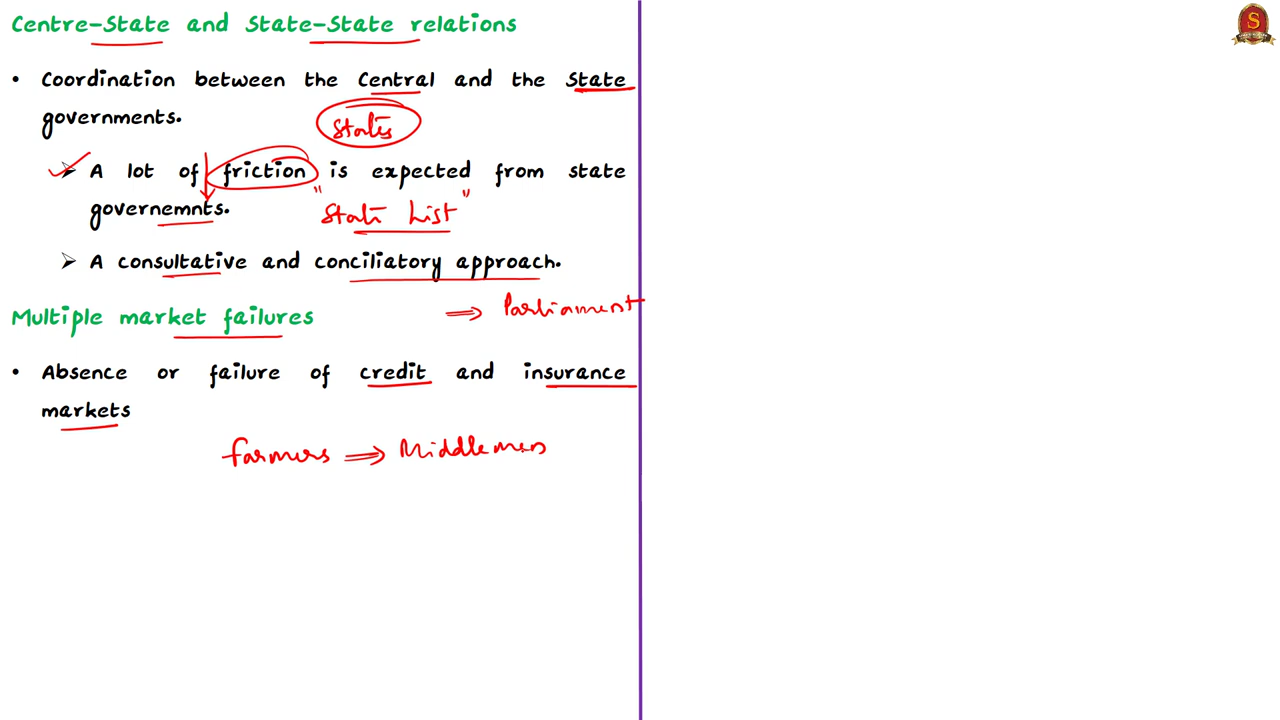 Centre-State and State-State relations
• Coordination between the Central and the State
governments.
States
➢ A lot of friction is expected from state
governemnts.
"State List"
➢ A consultative and conciliatory approach.
⇒ Parliament
Multiple market failures
• Absence or failure of credit and insurance
markets
farmers ⇒ Middlemen
S